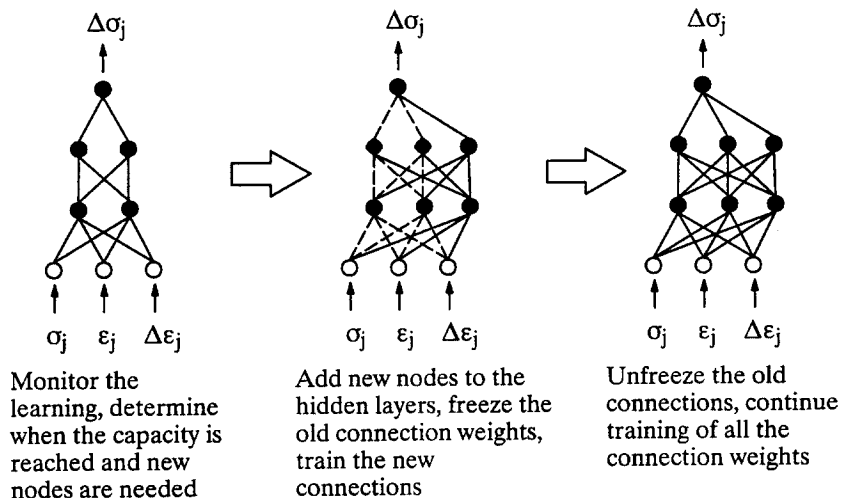 Δσj
Δσj
Δσj
σj εj Δεj
σj εj Δεj
σj εj Δεj
Monitor the
learning, determine
when the capacity is
reached and new
nodes are needed
Add new nodes to the
hidden layers, freeze the
old connection weights,
train the new
connections
Unfreeze the old
connections, continue
training of all the
connection weights